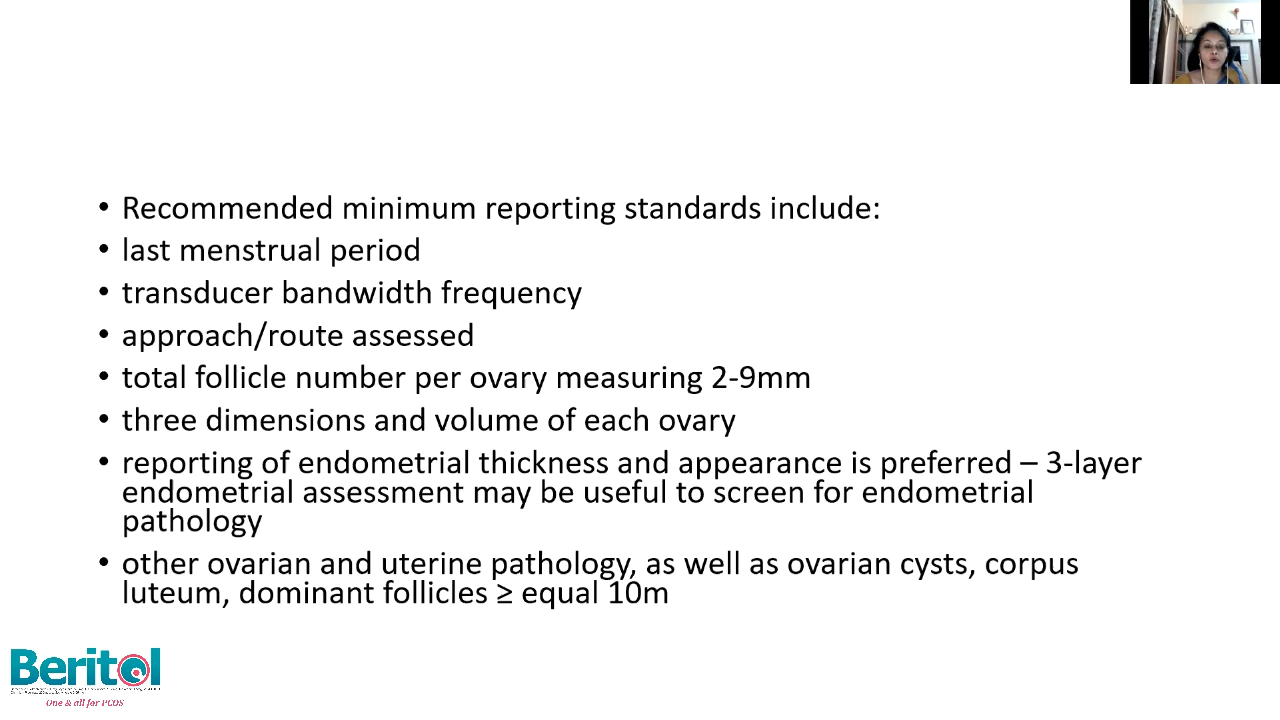 • Recommended minimum reporting standards include:
• last menstrual period
• transducer bandwidth frequency
• approach/route assessed
• total follicle number per ovary measuring 2-9mm
• three dimensions and volume of each ovary
• reporting of endometrial thickness and appearance is preferred – 3-layer
endometrial assessment may be useful to screen for endometrial
pathology
• other ovarian and uterine pathology, as well as ovarian cysts, corpus
luteum, dominant follicles ≥ equal 10m
Beritol
One & all for PCOS